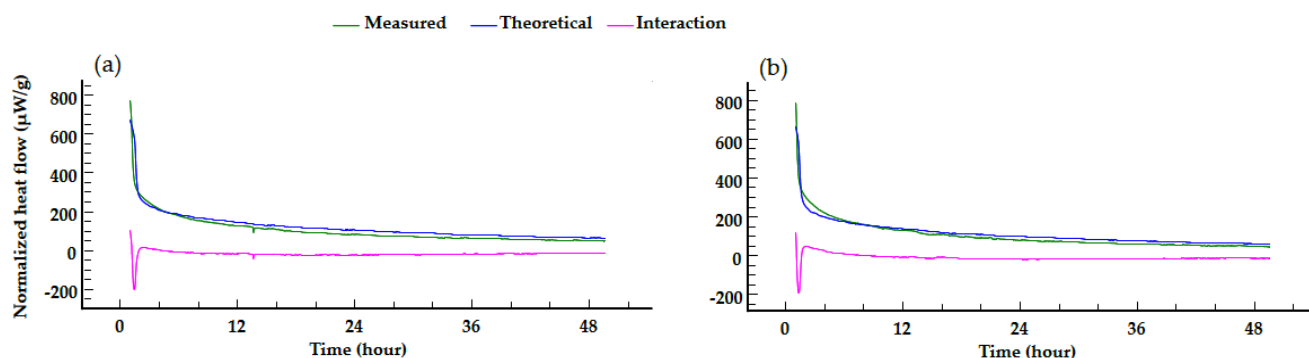 Measured Theoretical Interaction
(a)
Normalized heat flow (µW/g)
800
600
400
200
0
-200
0 12 24 36 48
Time (hour)
(b)
800
600
400
200
0
-200
0 12 24 36 48
Time (hour)